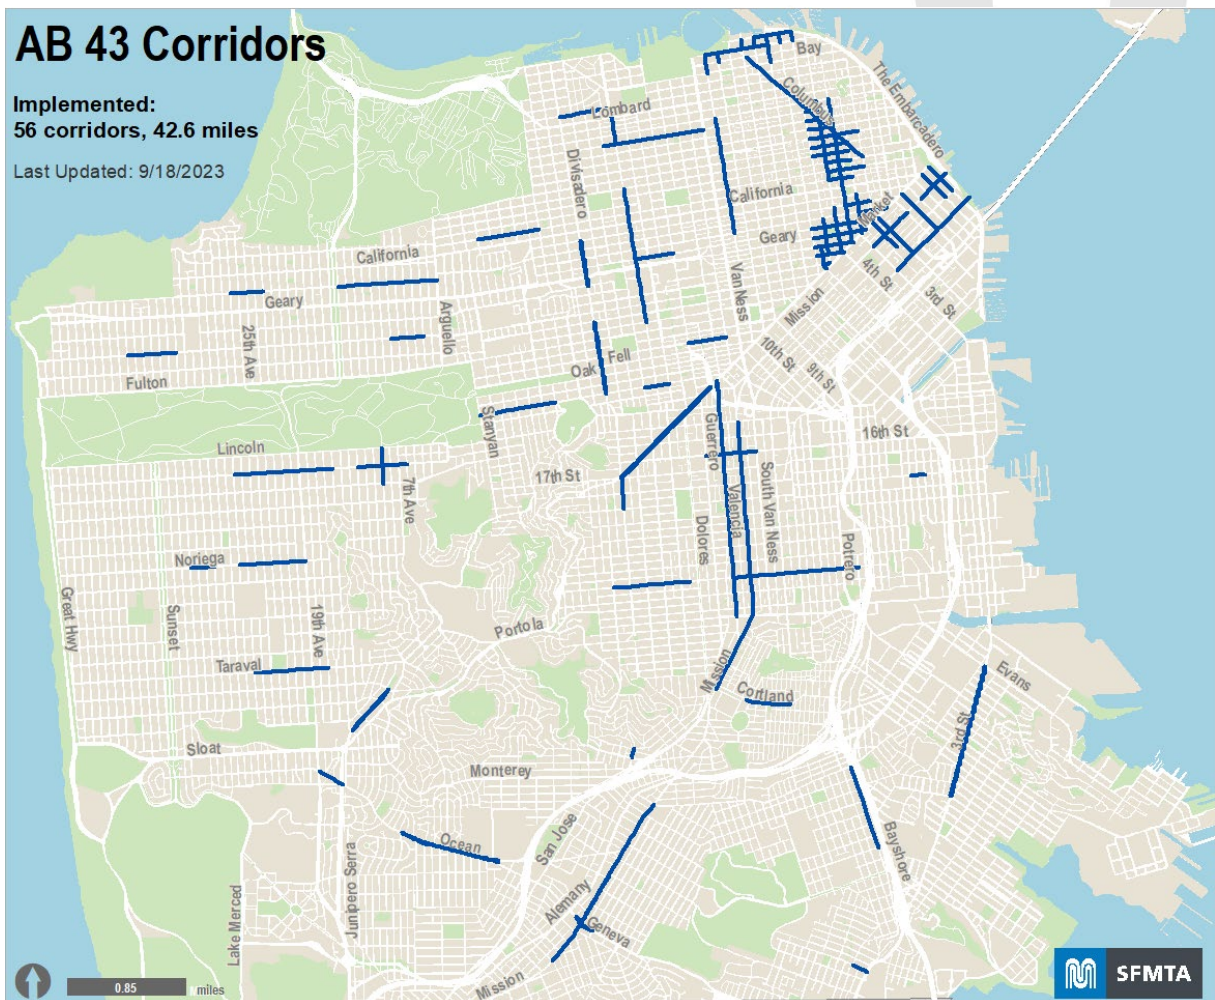 AB 43 Corridors
Implemented:
56 corridors, 42.6 miles
Last Updated: 9/18/2023
Bay
The Embarcadero
Columbus
Lombard
Divisadero
California
Market
Geary
California
Van Ness
4th St
3rd St
Geary
Mission
25th Ave
Arguello
10th St
Fell
Oak
9th St
Fulton
Stanyan
Guerrero
16th St
Lincoln
17th St
7th Ave
Valencia
South Van Ness
Dolores
Potrero
Noriega
Great Hwy
Sunset
19th Ave
Portola
Taraval
Mission
Cortland
Evans
3rd St
Sloat
Monterey
San Jose
Ocean
Bayshore
Junipero Serra
Alemany
Lake Merced
Geneva
Mission
0.85
miles
SFMTA